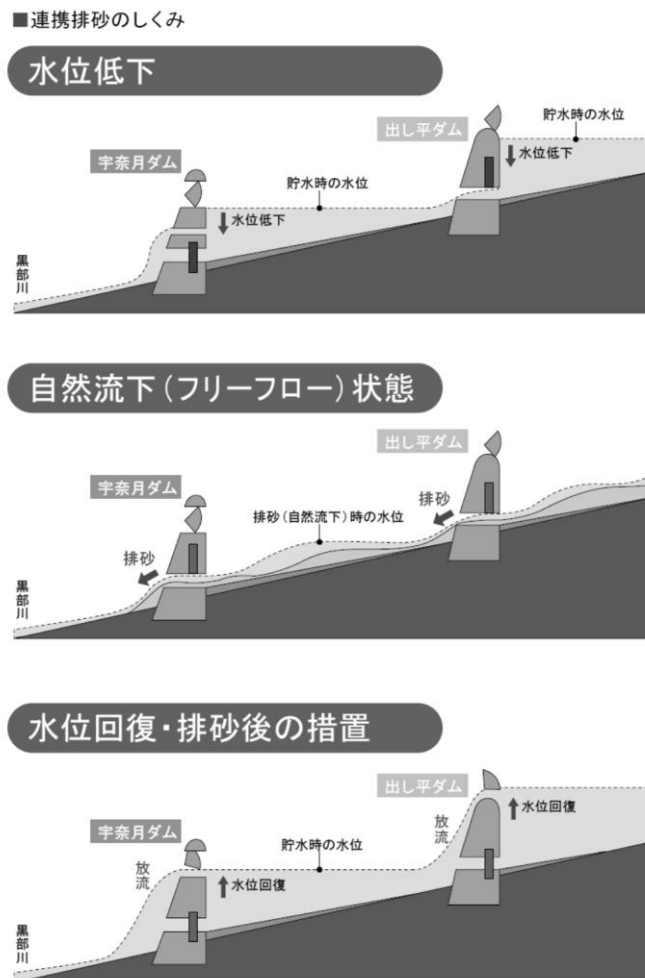 ■連携排砂のしくみ
水位低下
出し平ダム
貯水時の水位
水位低下
宇奈月ダム
貯水時の水位
水位低下
黒部川
自然流下(フリーフロー)状態
出し平ダム
宇奈月ダム
排砂
排砂(自然流下)時の水位
排砂
黒部川
水位回復・排砂後の措置
出し平ダム
水位回復
放流
宇奈月ダム
貯水時の水位
放流
水位回復
黒部川